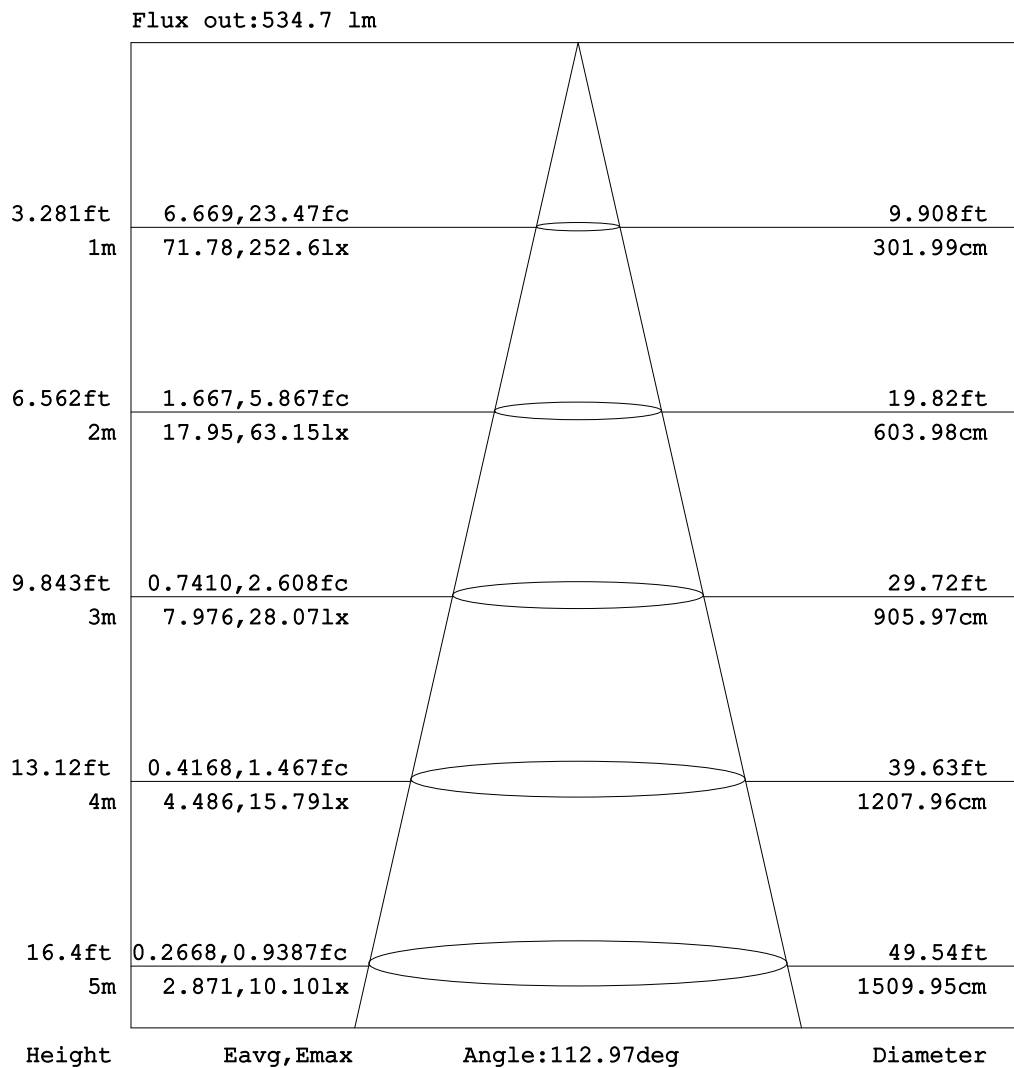 Flux out:534.7 lm
3.281ft 6.669,23.47fc 9.908ft
1m 71.78,252.6lx 301.99cm
6.562ft 1.667,5.867fc 19.82ft
2m 17.95,63.15lx 603.98cm
9.843ft 0.7410,2.608fc 29.72ft
3m 7.976,28.07lx 905.97cm
13.12ft 0.4168,1.467fc 39.63ft
4m 4.486,15.79lx 1207.96cm
16.4ft 0.2668,0.9387fc 49.54ft
5m 2.871,10.10lx 1509.95cm
Height Eavg,Emax Angle:112.97deg Diameter